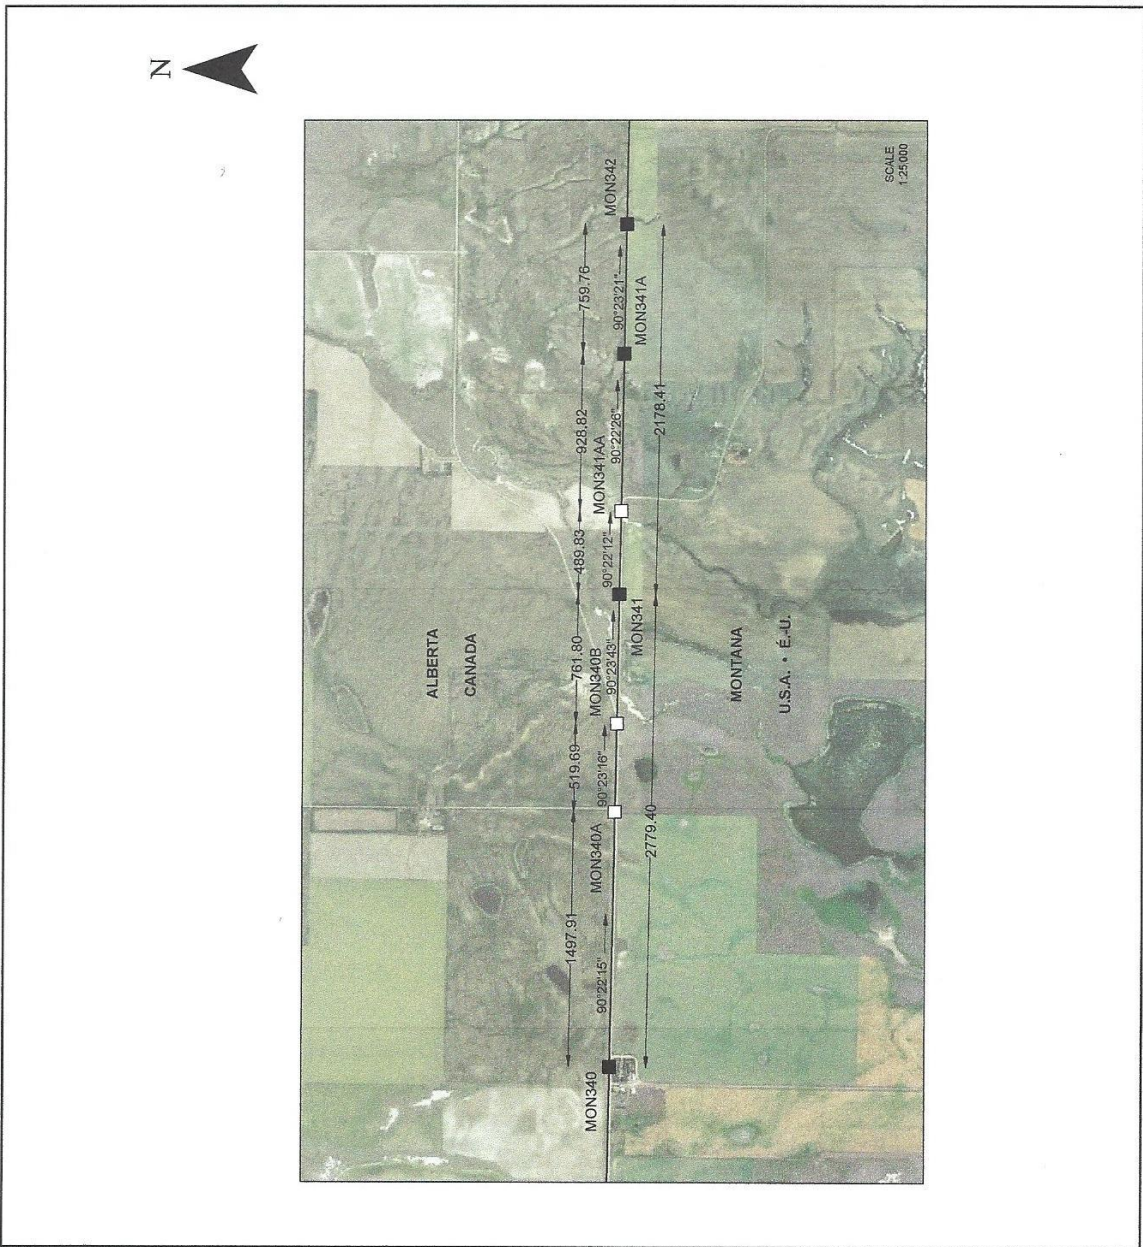 N
ALBERTA
CANADA
1497.91
519.69
761.80
489.83
928.82
759.76
MON340
90°22'15"
MON340A
90°23'16"
MON340B
90°23'43"
MON341
90°22'12"
MON341AA
90°22'26"
MON341A
90°23'21"
MON342
2779.40
2178.41
MONTANA
U.S.A. • É.-U.
SCALE
1:25 000